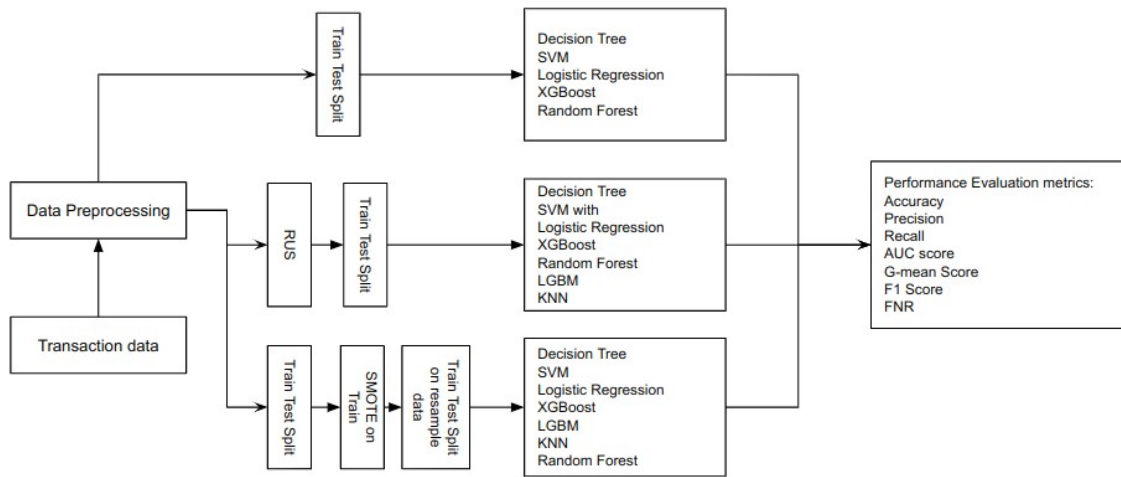 Train Test Split
Decision Tree
SVM
Logistic Regression
XGBoost
Random Forest
Data Preprocessing
Transaction data
RUS
Train Test Split
Decision Tree
SVM with
Logistic Regression
XGBoost
Random Forest
LGBM
KNN
Train Test Split
SMOTE on
Train
Train Test Split
on resample
data
Decision Tree
SVM
Logistic Regression
XGBoost
LGBM
KNN
Random Forest
Performance Evaluation metrics:
Accuracy
Precision
Recall
AUC score
G-mean Score
F1 Score
FNR